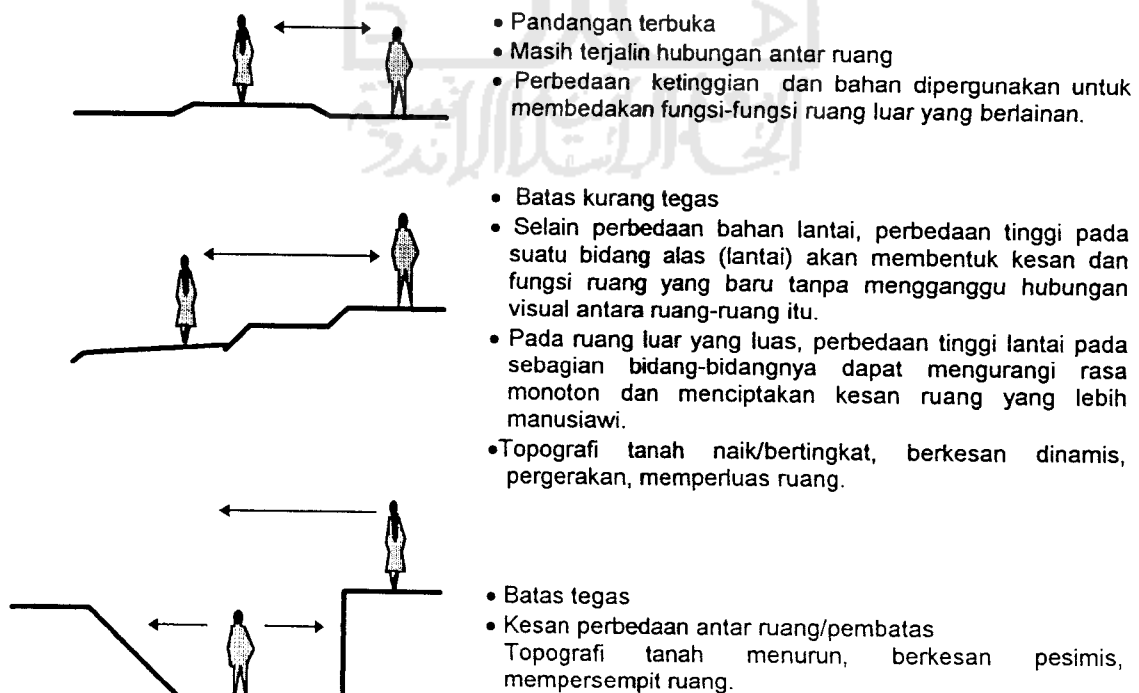 • Pandangan terbuka
• Masih terjalin hubungan antar ruang
• Perbedaan ketinggian dan bahan dipergunakan untuk
membedakan fungsi-fungsi ruang luar yang berlainan.
• Batas kurang tegas
• Selain perbedaan bahan lantai, perbedaan tinggi pada
suatu bidang alas (lantai) akan membentuk kesan dan
fungsi ruang yang baru tanpa mengganggu hubungan
visual antara ruang-ruang itu.
• Pada ruang luar yang luas, perbedaan tinggi lantai pada
sebagian bidang-bidangnya dapat mengurangi rasa
monoton dan menciptakan kesan ruang yang lebih
manusiawi.
•Topografi tanah naik/bertingkat, berkesan dinamis,
pergerakan, memperluas ruang.
• Batas tegas
• Kesan perbedaan antar ruang/pembatas
Topografi tanah menurun, berkesan pesimis,
mempersempit ruang.